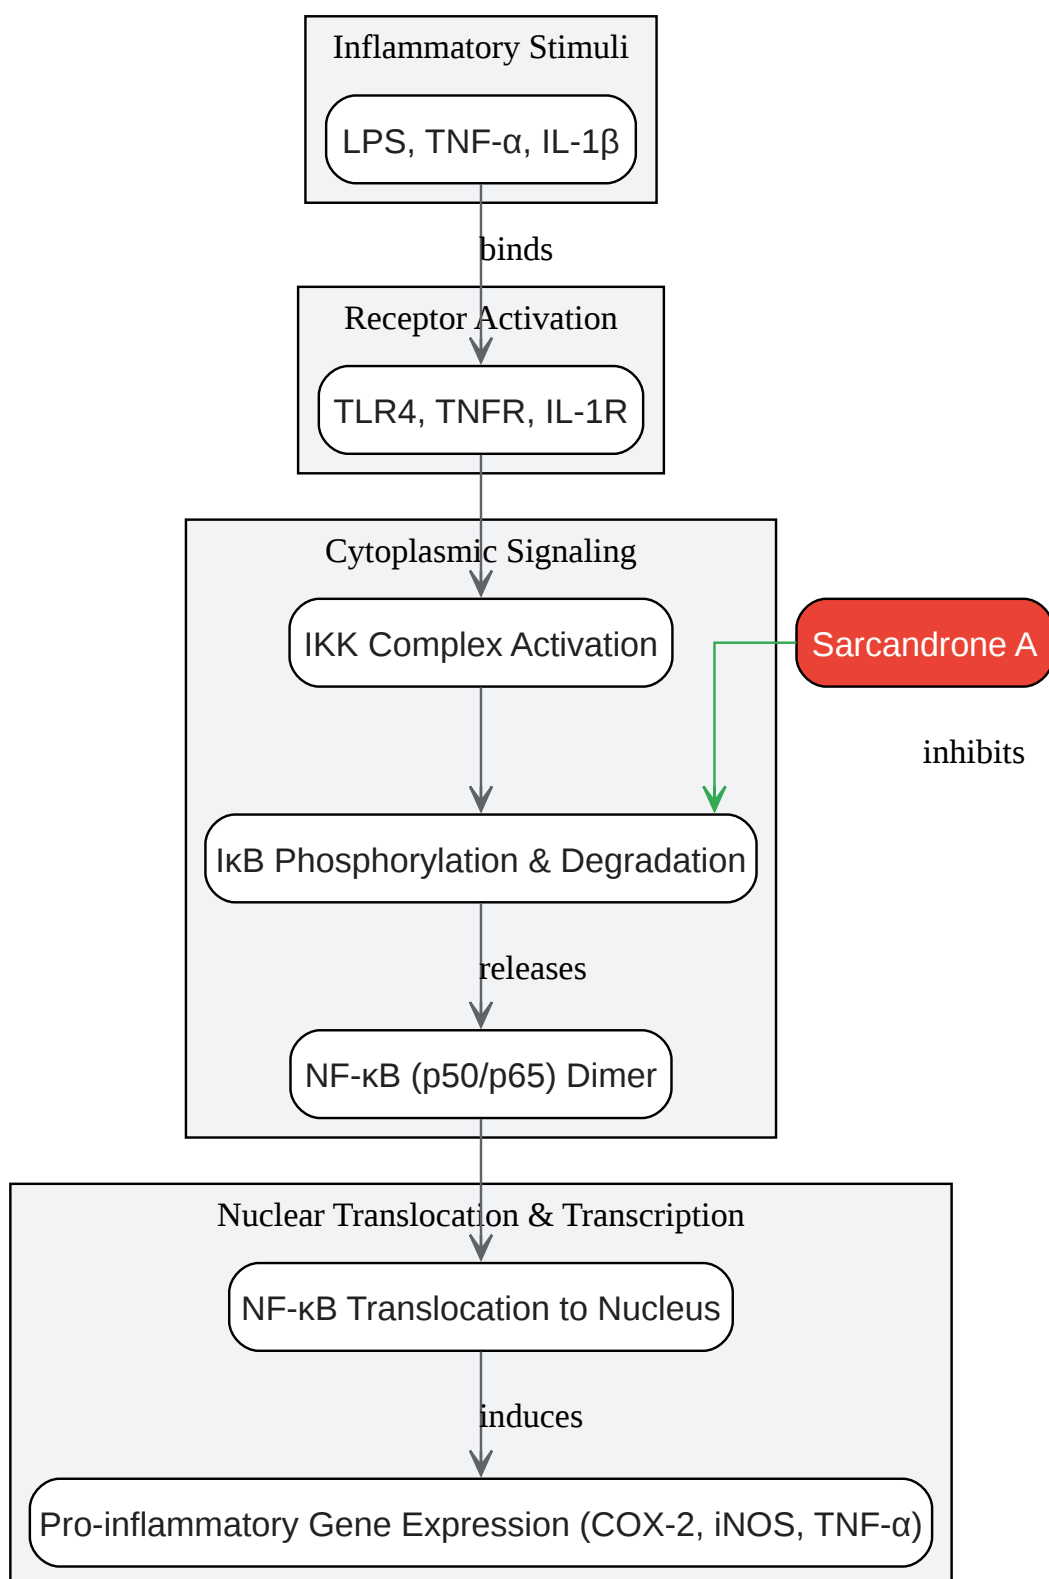 Inflammatory Stimuli
LPS, TNF-α, IL-1β
binds
Receptor Activation
TLR4, TNFR, IL-1R
Cytoplasmic Signaling
IKK Complex Activation
Sarcandrone A
inhibits
IκB Phosphorylation & Degradation
releases
NF-κB (p50/p65) Dimer
Nuclear Translocation & Transcription
NF-κB Translocation to Nucleus
induces
Pro-inflammatory Gene Expression (COX-2, iNOS, TNF-α)